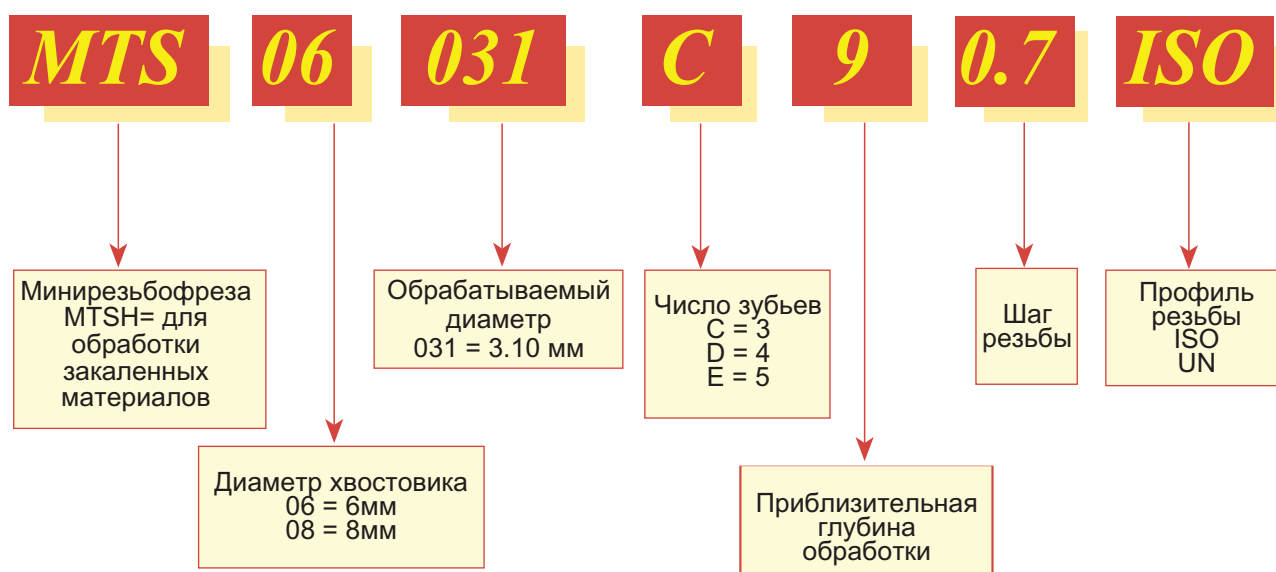 MTS 06 031 C 9 0.7 ISO
Минирезьбофреза
MTSH= для
обработки
закаленных
материалов
Диаметр хвостовика
06 = 6мм
08 = 8мм
Обрабатываемый
диаметр
031 = 3.10 мм
Число зубьев
C = 3
D = 4
E = 5
Приблизительная
глубина
обработки
Шаг
резьбы
Профиль
резьбы
ISO
UN